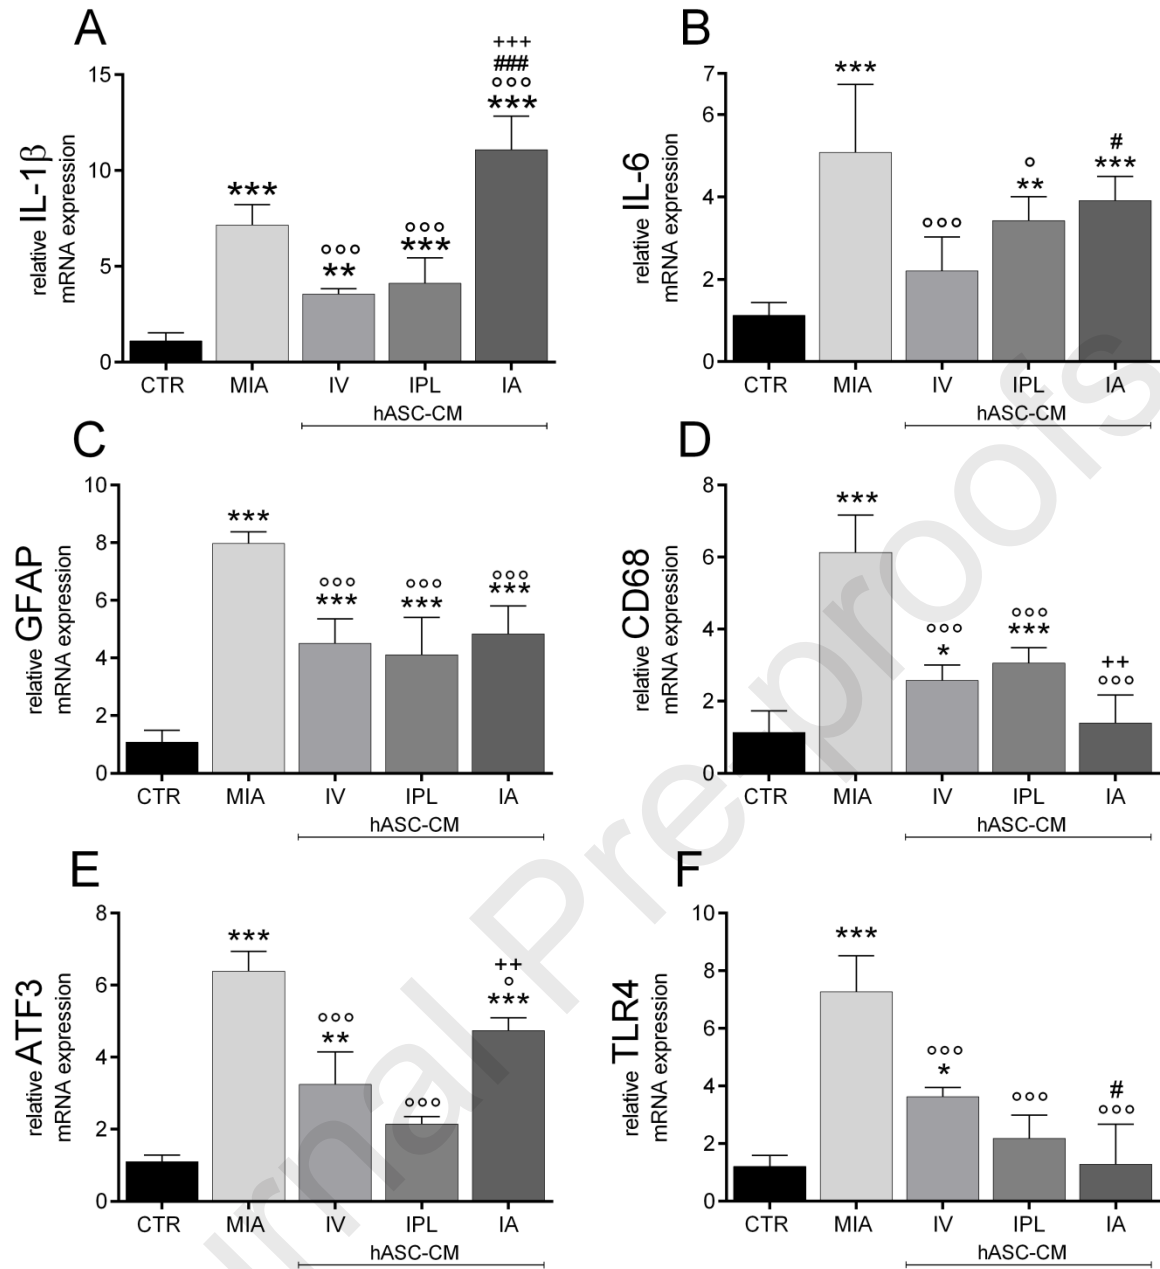 A
relative IL-1β
mRNA expression
15
10
5
0
***
°°°
**
°°°
***
+++
###
°°°
***
CTR MIA IV IPL IA
hASC-CM
B
relative IL-6
mRNA expression
7
6
4
2
0
***
°°°
°
**
#
***
CTR MIA IV IPL IA
hASC-CM
C
relative GFAP
mRNA expression
10
8
6
4
2
0
***
°°°
***
°°°
***
°°°
***
CTR MIA IV IPL IA
hASC-CM
D
relative CD68
mRNA expression
8
6
4
2
0
***
°°°
*
°°°
***
++
°°°
CTR MIA IV IPL IA
hASC-CM
E
relative ATF3
mRNA expression
8
6
4
2
0
***
°°°
**
°°°
++
°
***
CTR MIA IV IPL IA
hASC-CM
F
relative TLR4
mRNA expression
10
8
6
4
2
0
***
°°°
*
°°°
#
°°°
CTR MIA IV IPL IA
hASC-CM
rnal Pre-proofs